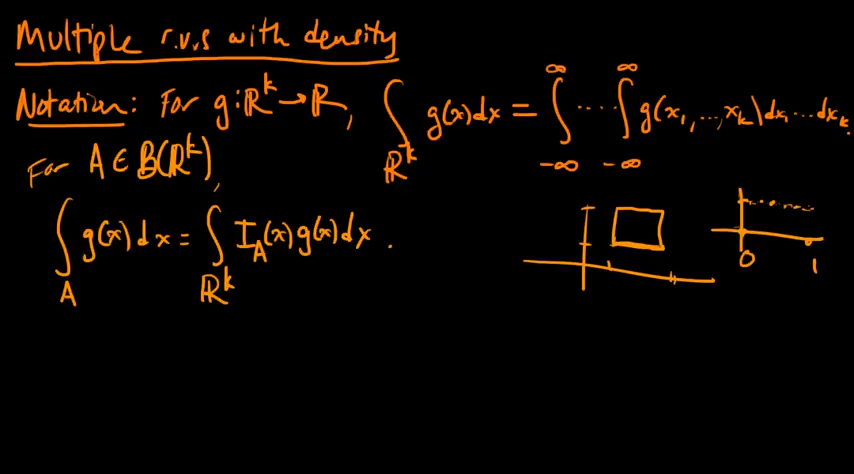 Multiple r.v.s with density
Notation: For g: ℝ^k → ℝ, ∫_{ℝ^k} g(x)dx = ∫_{-∞}^{∞} ···· ∫_{-∞}^{∞} g(x_1, ..., x_k)dx_1 ... dx_k.
For A ∈ B(ℝ^k),
∫_A g(x)dx = ∫_{ℝ^k} I_A(x)g(x)dx.
0 1